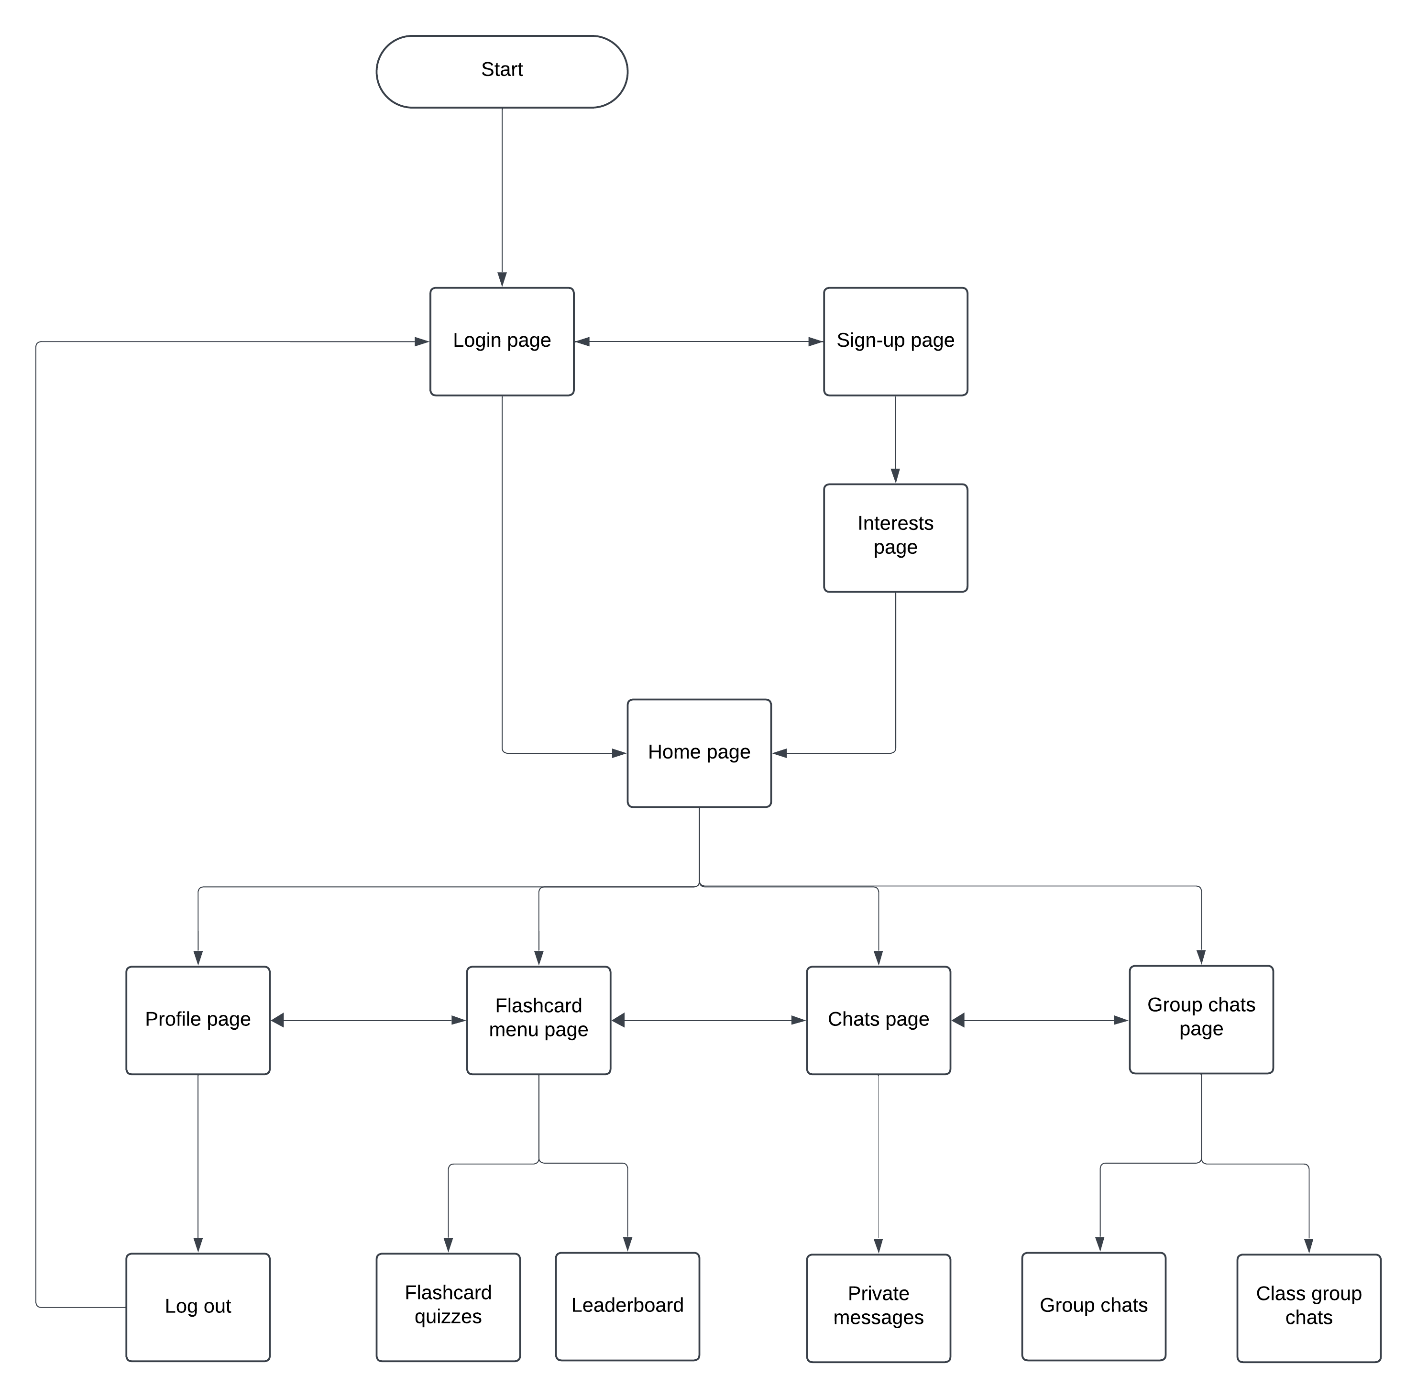 Start
Login page
Sign-up page
Interests
page
Home page
Profile page
Flashcard
menu page
Chats page
Group chats
page
Log out
Flashcard
quizzes
Leaderboard
Private
messages
Group chats
Class group
chats